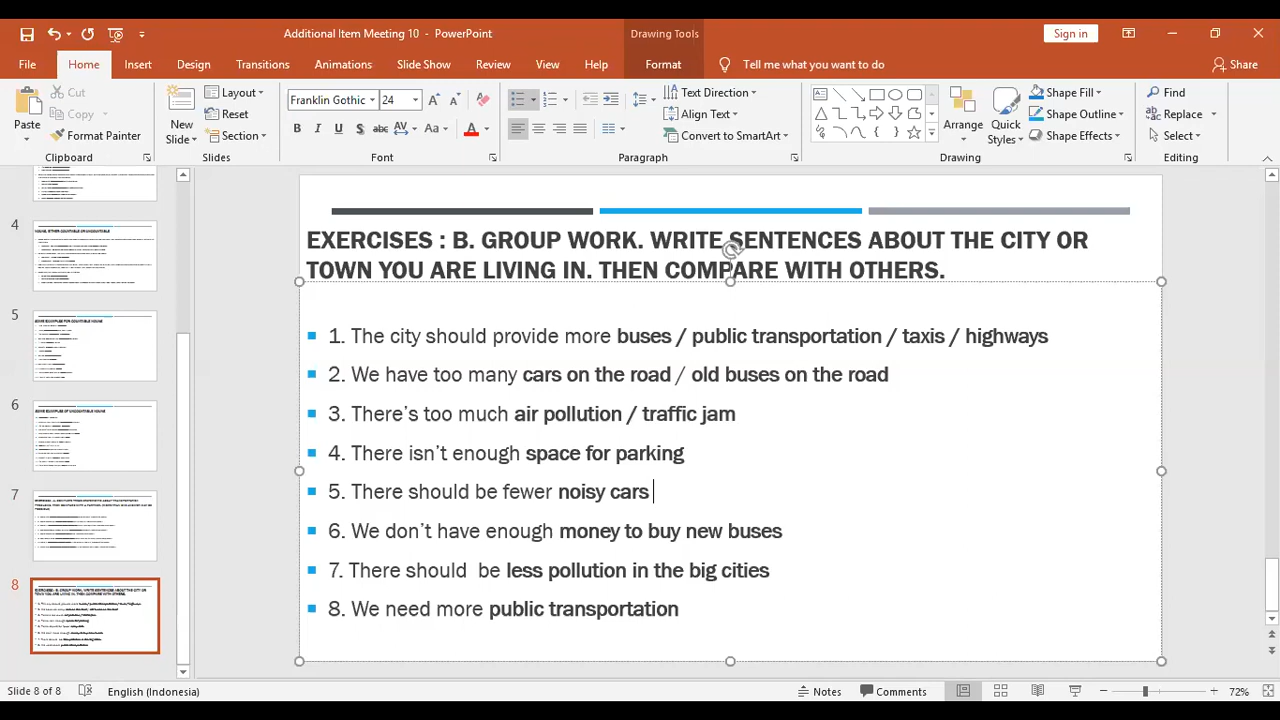 Additional Item Meeting 10 - PowerPoint
Drawing Tools
Sign in
File Home Insert Design Transitions Animations Slide Show Review View Help Format Tell me what you want to do Share
Paste
Cut
Copy
Format Painter
Clipboard
New Slide
Layout
Reset
Section
Slides
Franklin Gothic 24
B I U S abc AV Aa A
Font
Text Direction
Align Text
Convert to SmartArt
Paragraph
Arrange
Quick Styles
Shape Fill
Shape Outline
Shape Effects
Drawing
Find
Replace
Select
Editing
4
5
6
7
8
EXERCISES : B. GROUP WORK. WRITE SENTENCES ABOUT THE CITY OR
TOWN YOU ARE LIVING IN. THEN COMPARE WITH OTHERS.
1. The city should provide more buses / public transportation / taxis / highways
2. We have too many cars on the road / old buses on the road
3. There's too much air pollution / traffic jam
4. There isn't enough space for parking
5. There should be fewer noisy cars
6. We don't have enough money to buy new buses
7. There should  be less pollution in the big cities
8. We need more public transportation
Slide 8 of 8 English (Indonesia) Notes Comments 72%